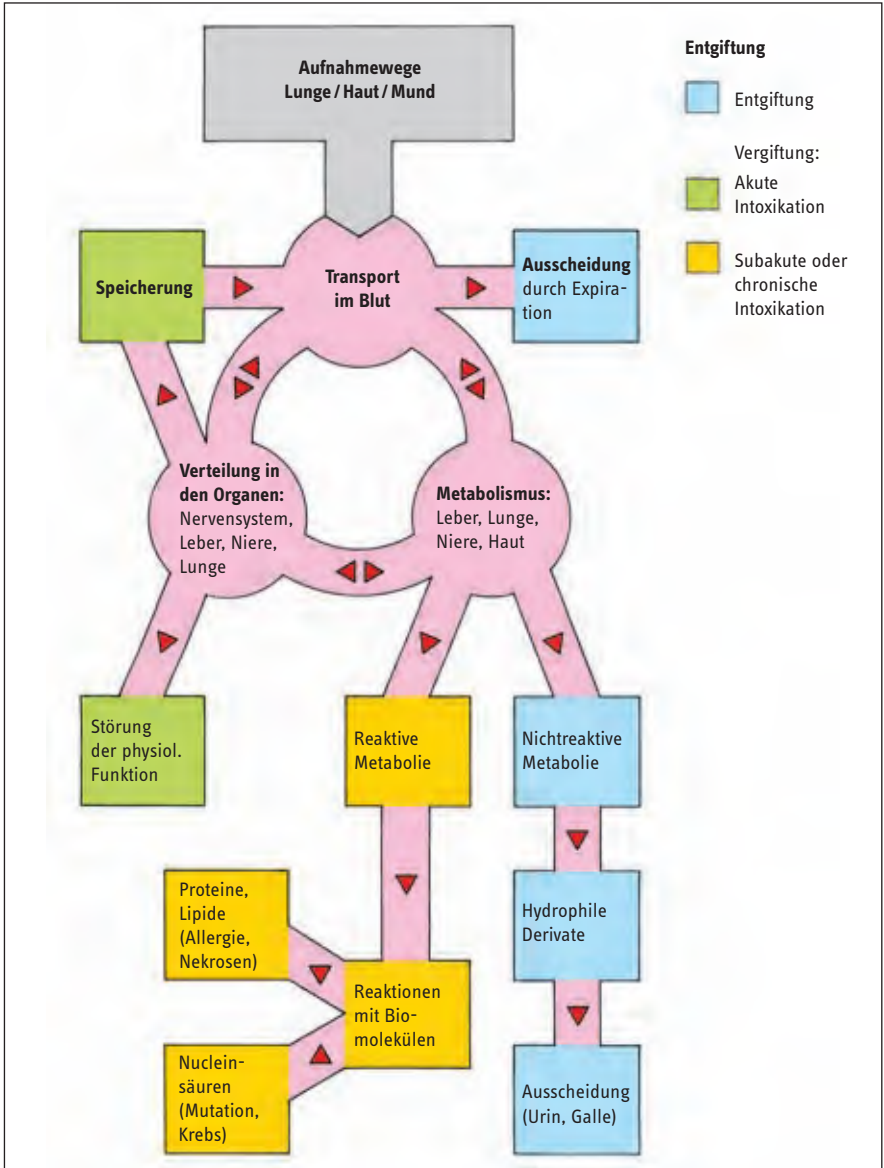 Aufnahmewege
Lunge / Haut / Mund
Entgiftung
Entgiftung
Vergiftung:
Akute
Intoxikation
Subakute oder
chronische
Intoxikation
Speicherung
Transport
im Blut
Ausscheidung
durch Expira-
tion
Verteilung in
den Organen:
Nervensystem,
Leber, Niere,
Lunge
Metabolismus:
Leber, Lunge,
Niere, Haut
Störung
der physiol.
Funktion
Reaktive
Metabolie
Nichtreaktive
Metabolie
Proteine,
Lipide
(Allergie,
Nekrosen)
Hydrophile
Derivate
Reaktionen
mit Bio-
molekülen
Nuclein-
säuren
(Mutation,
Krebs)
Ausscheidung
(Urin, Galle)